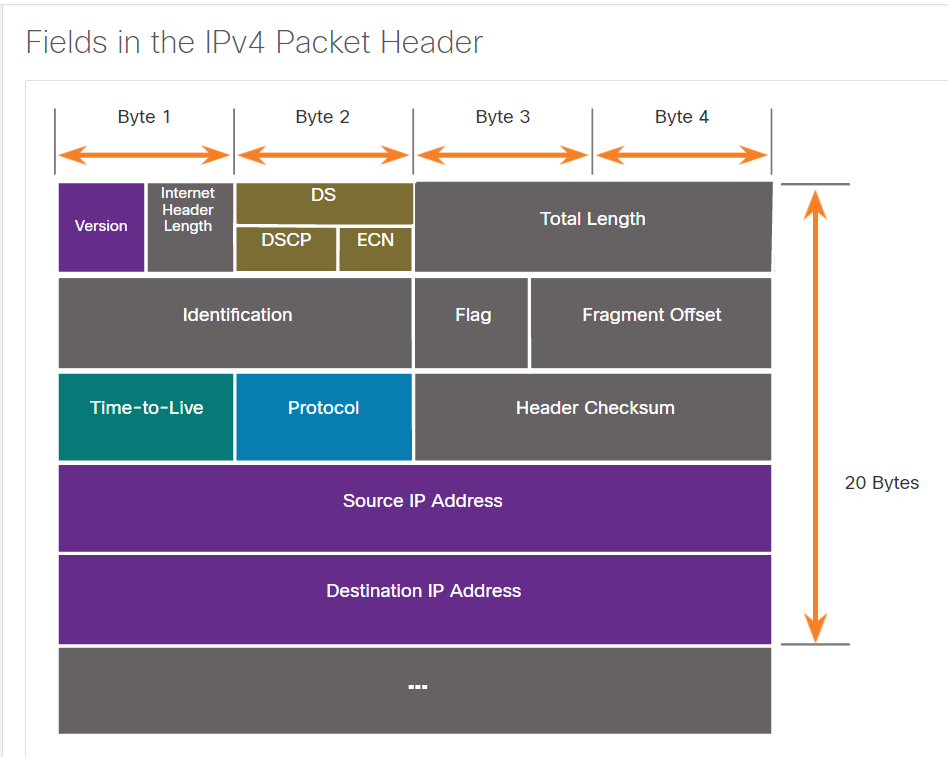 Fields in the IPv4 Packet Header
Byte 1
Byte 2
Byte 3
Byte 4
Version
Internet
Header
Length
DS
DSCP
ECN
Total Length
Identification
Flag
Fragment Offset
Time-to-Live
Protocol
Header Checksum
20 Bytes
Source IP Address
Destination IP Address
...